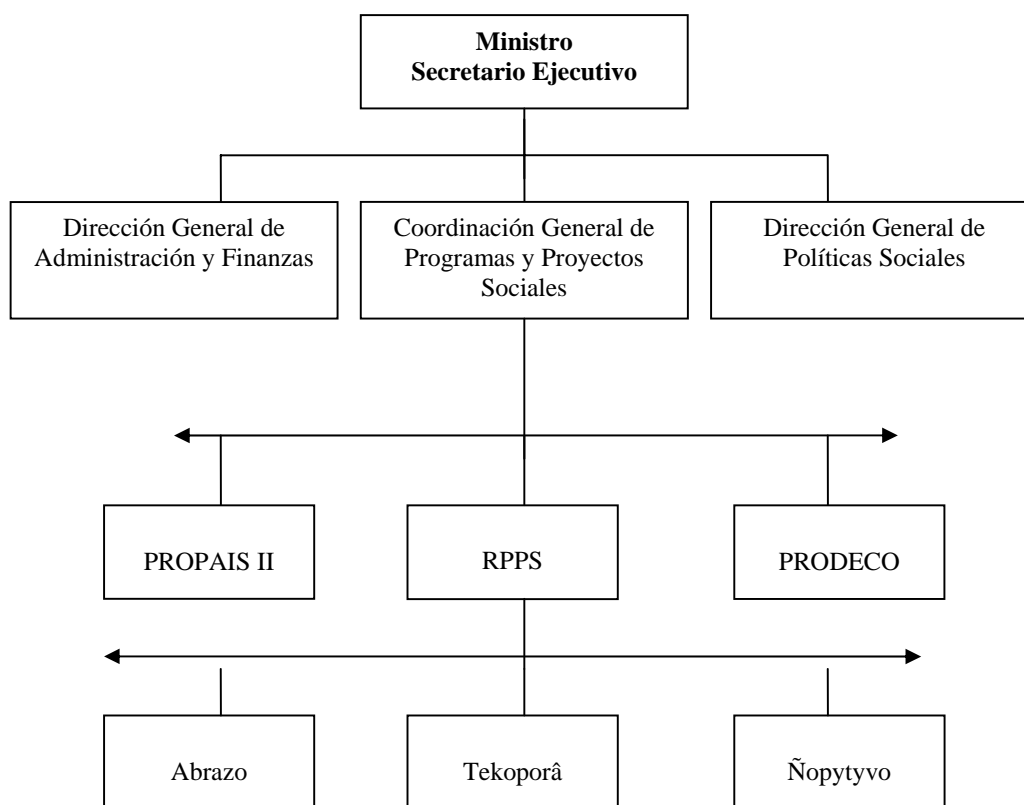 Ministro
Secretario Ejecutivo
Dirección General de
Administración y Finanzas
Coordinación General de
Programas y Proyectos
Sociales
Dirección General de
Políticas Sociales
PROPAIS II
RPPS
PRODECO
Abrazo
Tekoporâ
Ñopytyvo